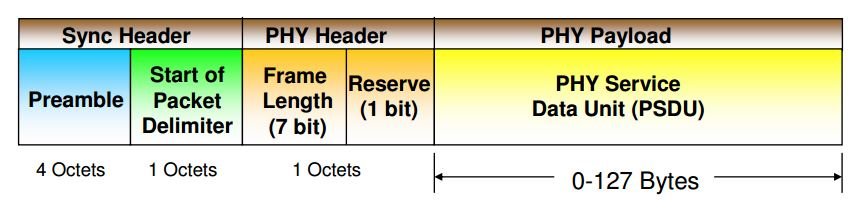 Sync Header
PHY Header
PHY Payload
Preamble
Start of
Packet
Delimiter
Frame
Length
(7 bit)
Reserve
(1 bit)
PHY Service
Data Unit (PSDU)
4 Octets
1 Octets
1 Octets
0-127 Bytes